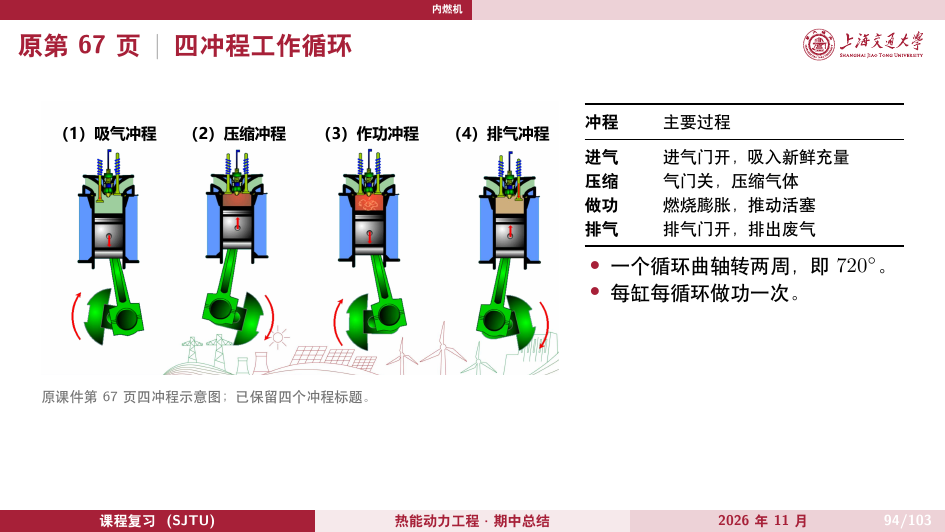 内燃机
原第 67 页 | 四冲程工作循环
上海交通大学
SHANGHAI JIAO TONG UNIVERSITY
(1) 吸气冲程 (2) 压缩冲程 (3) 作功冲程 (4) 排气冲程
原课件第 67 页四冲程示意图；已保留四个冲程标题。
冲程 主要过程
进气 进气门开，吸入新鲜充量
压缩 气门关，压缩气体
做功 燃烧膨胀，推动活塞
排气 排气门开，排出废气
• 一个循环曲轴转两周，即 720°。
• 每缸每循环做功一次。
课程复习 (SJTU) 热能动力工程 · 期中总结 2026 年 11 月 94/103